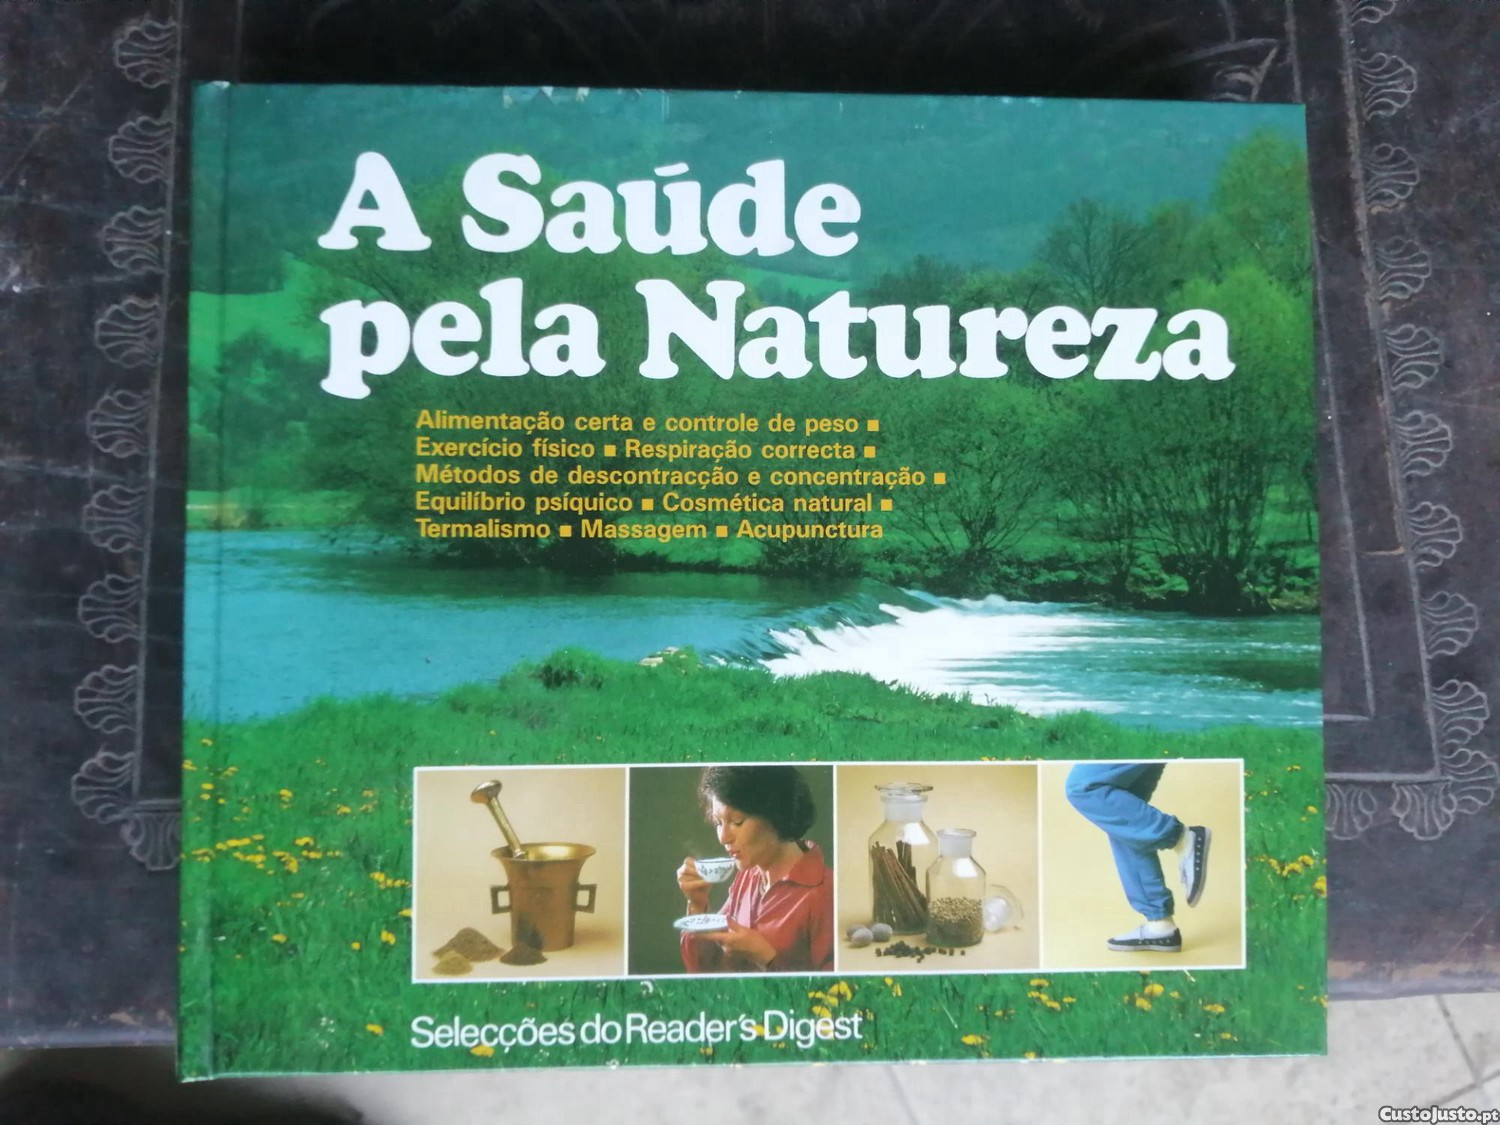 A Saúde
pela Natureza
Alimentação certa e controle de peso ■
Exercício físico ■ Respiração correcta ■
Métodos de descontracção e concentração ■
Equilíbrio psíquico ■ Cosmética natural ■
Termalismo ■ Massagem ■ Acupunctura
Selecções do Reader's Digest
CustoJusto.pt